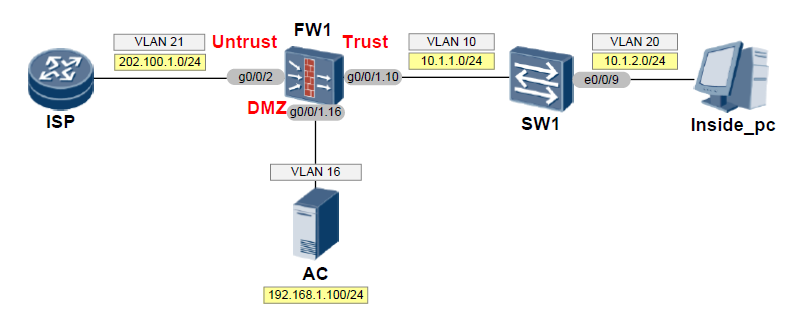 FW1
VLAN 21
Untrust
Trust
VLAN 10
VLAN 20
202.100.1.0/24
10.1.1.0/24
10.1.2.0/24
g0/0/2
g0/0/1.10
e0/0/9
DMZ
g0/0/1.16
ISP
SW1
Inside_pc
VLAN 16
AC
192.168.1.100/24